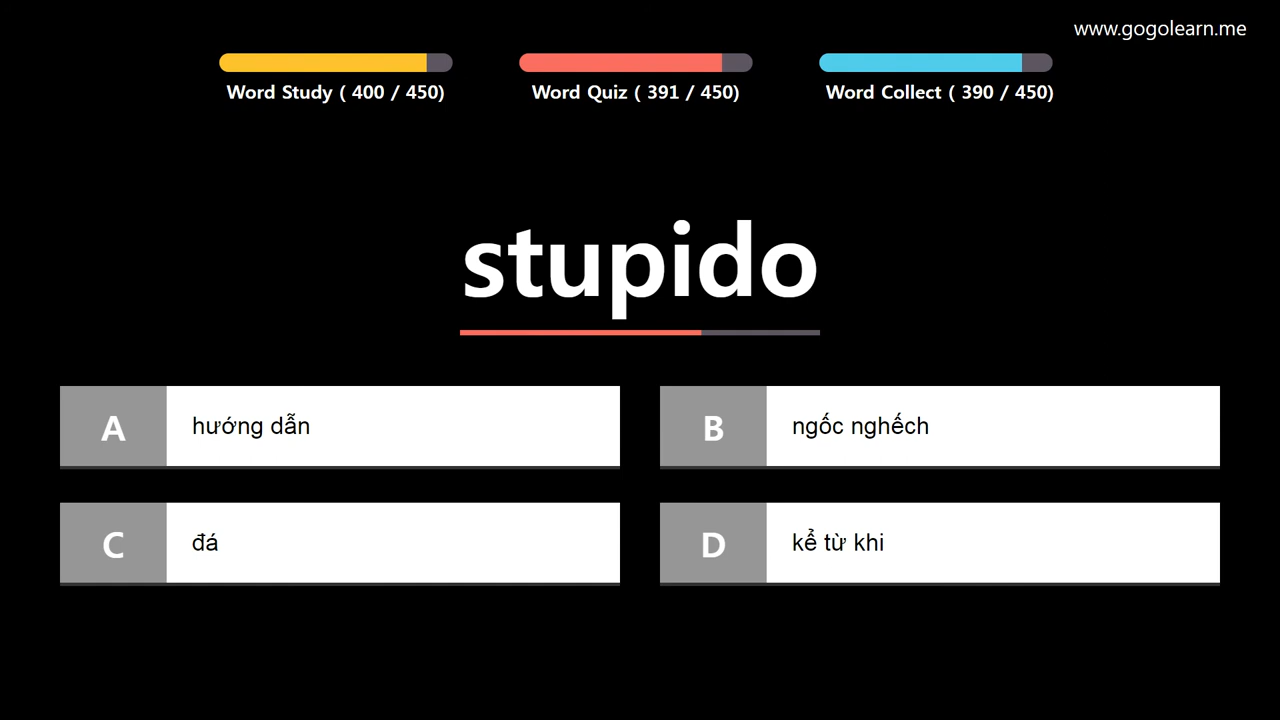 www.gogolearn.me
Word Study ( 400 / 450)
Word Quiz ( 391 / 450)
Word Collect ( 390 / 450)
stupido
A hướng dẫn
B ngốc nghếch
C đá
D kể từ khi